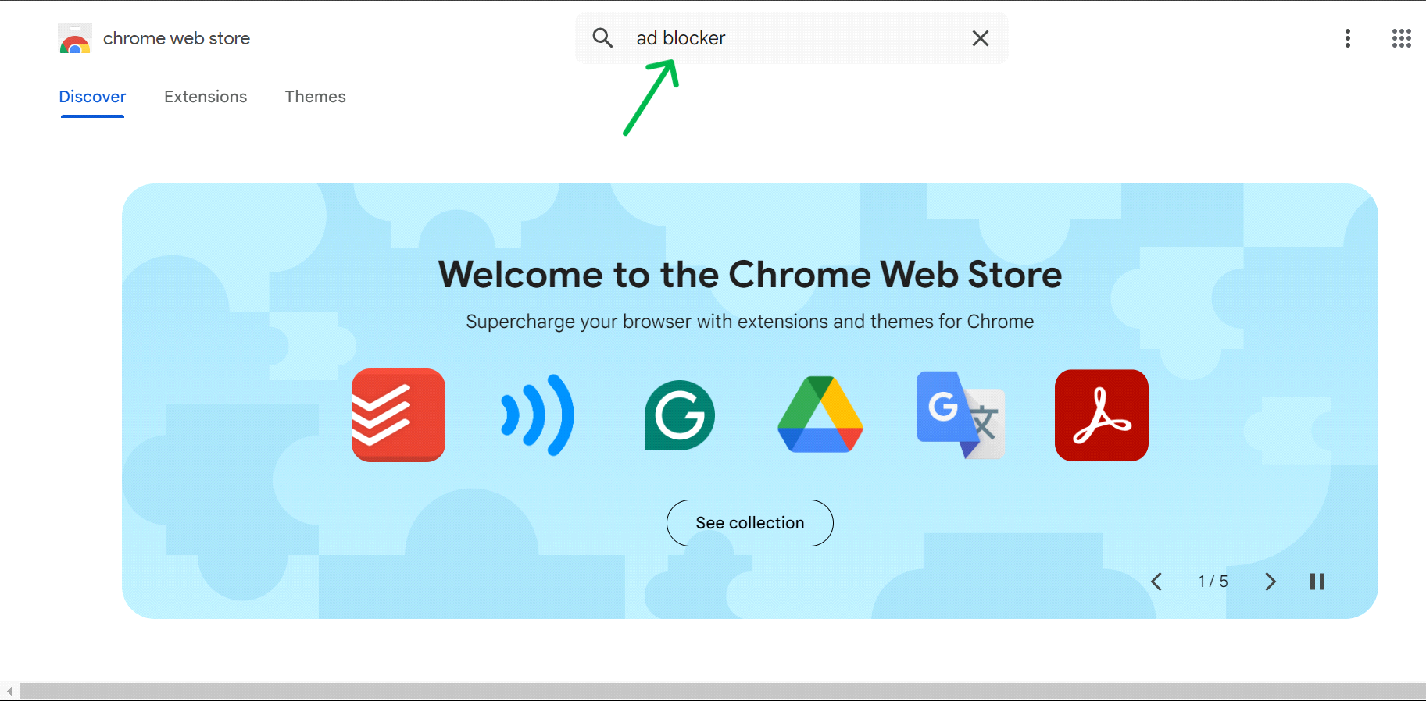 chrome web store
ad blocker
Discover
Extensions
Themes
Welcome to the Chrome Web Store
Supercharge your browser with extensions and themes for Chrome
G
G 文
See collection
1 / 5